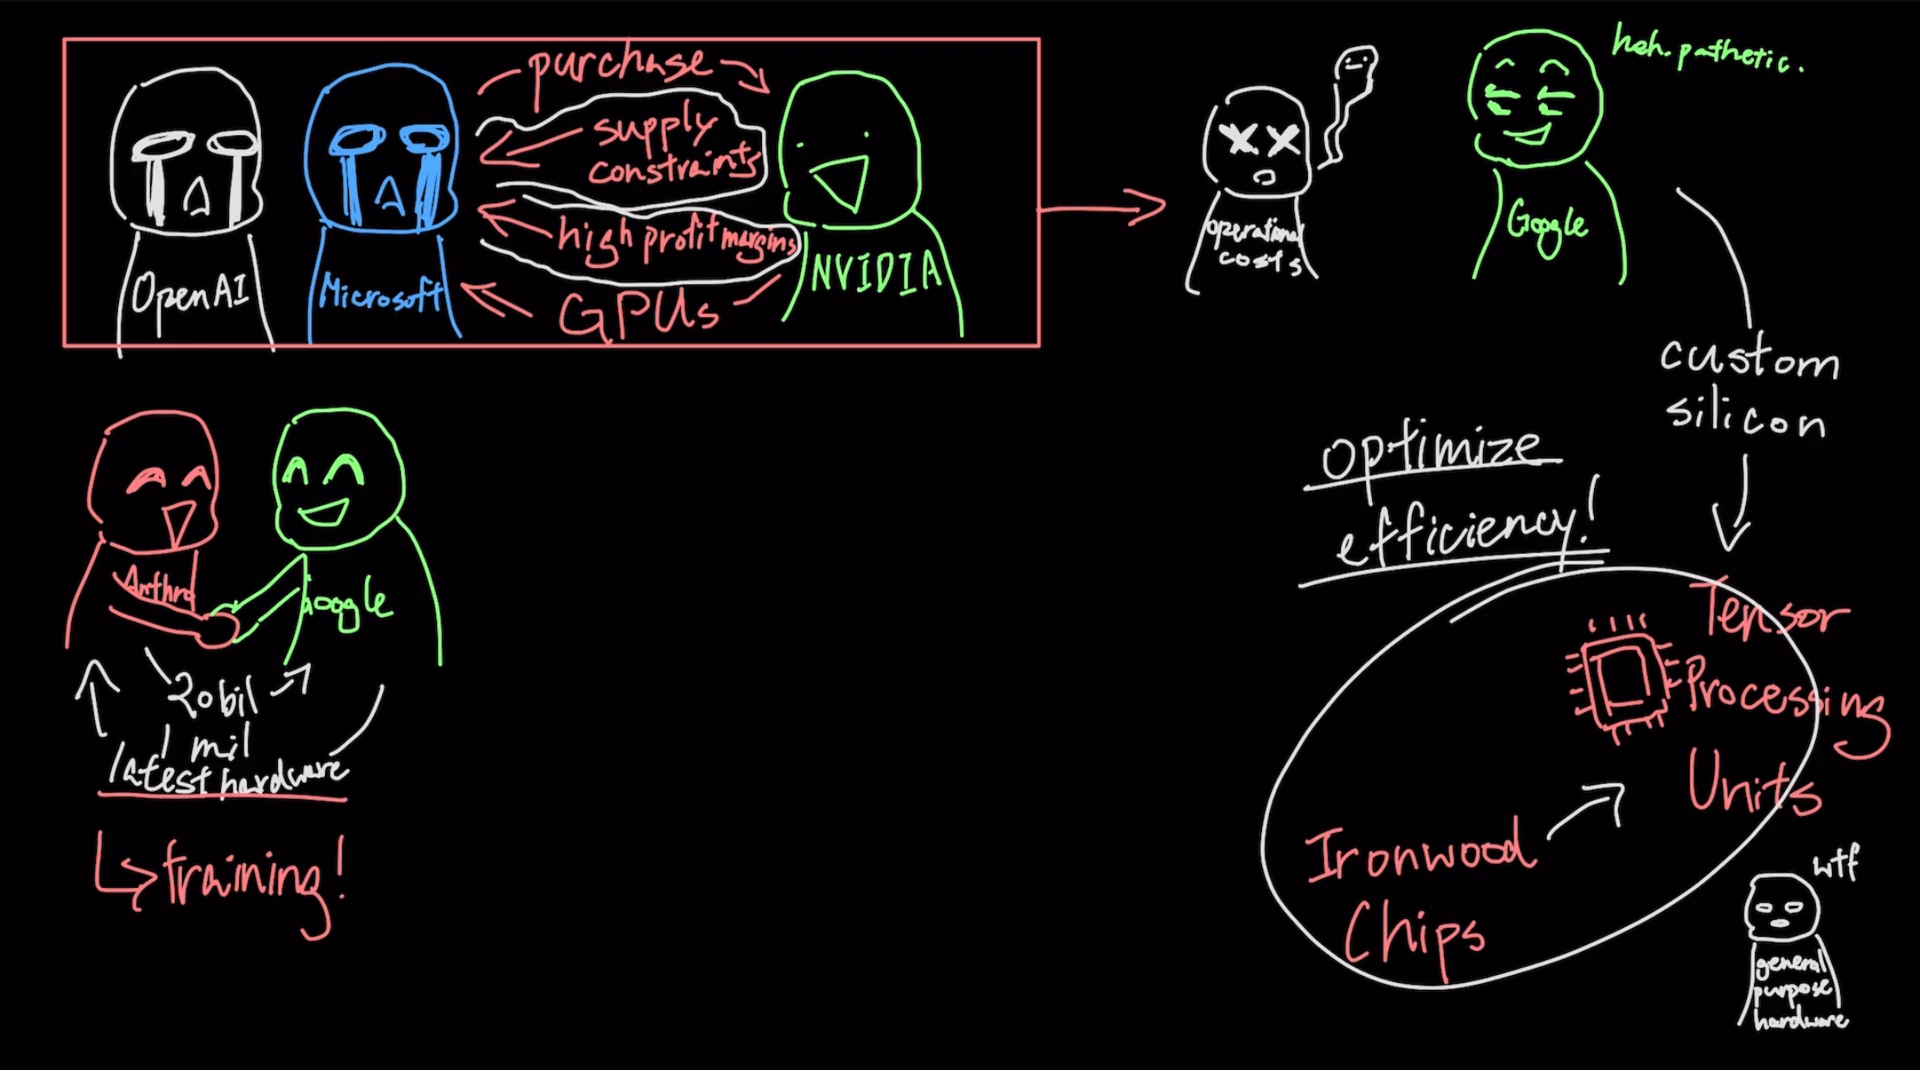 purchase
supply
constraints
high profit margins
GPUs
OpenAI
Microsoft
NVIDIA
operational
costs
heh. pathetic.
Google
custom
silicon
optimize
efficiency!
Tensor
Processing
Units
Ironwood
Chips
wtf
general
purpose
hardware
Anthro
Google
20bil
1 mil
latest hardware
training!